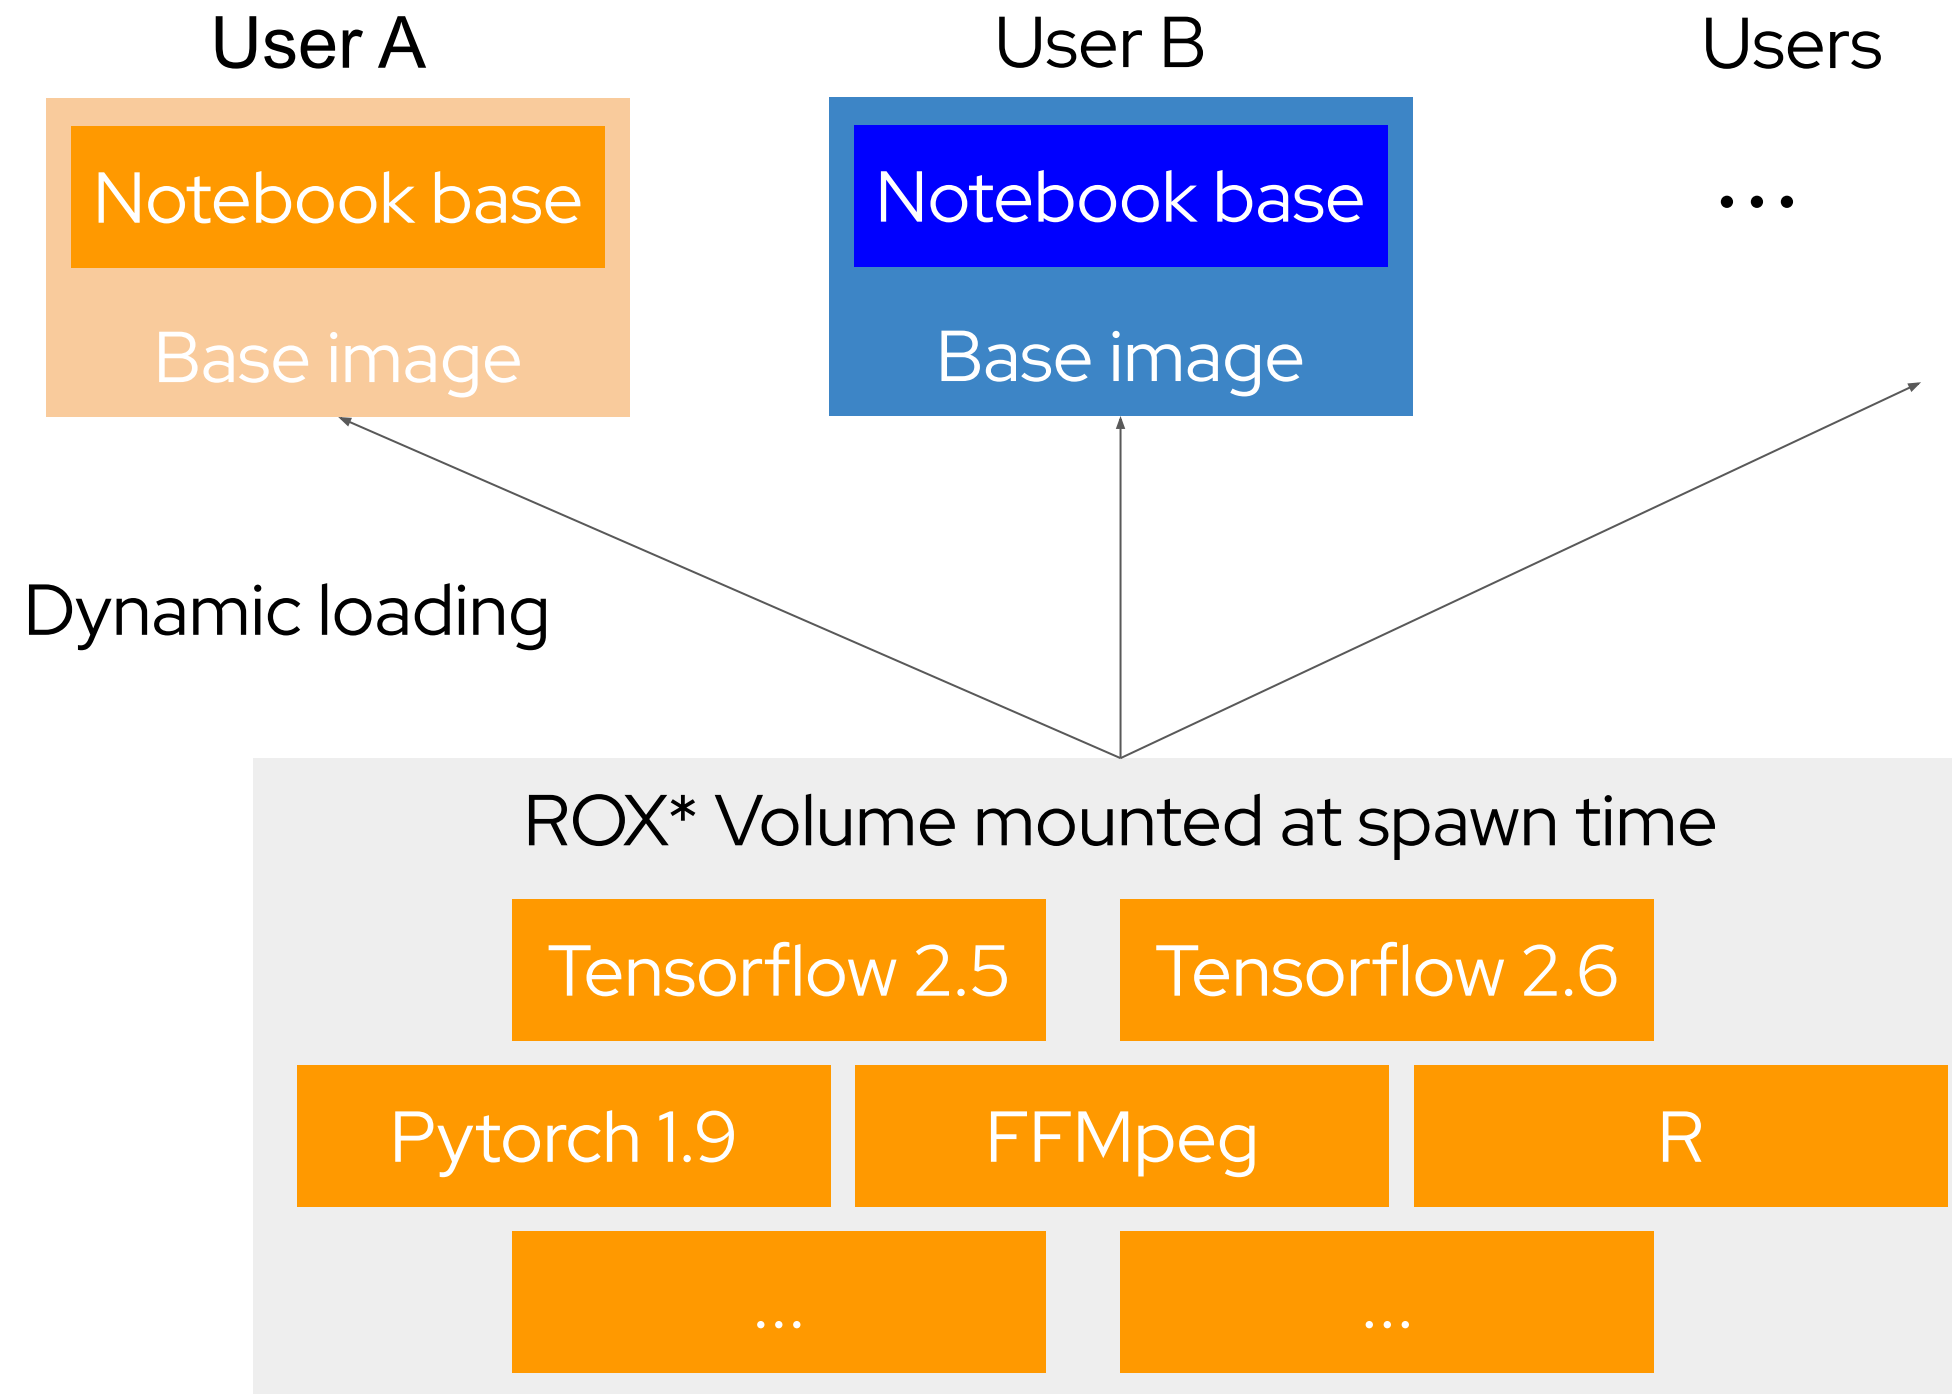 User A
User B
Users
Notebook base
Notebook base
...
Base image
Base image
Dynamic loading
ROX* Volume mounted at spawn time
Tensorflow 2.5
Tensorflow 2.6
Pytorch 1.9
FFMpeg
R
...
...